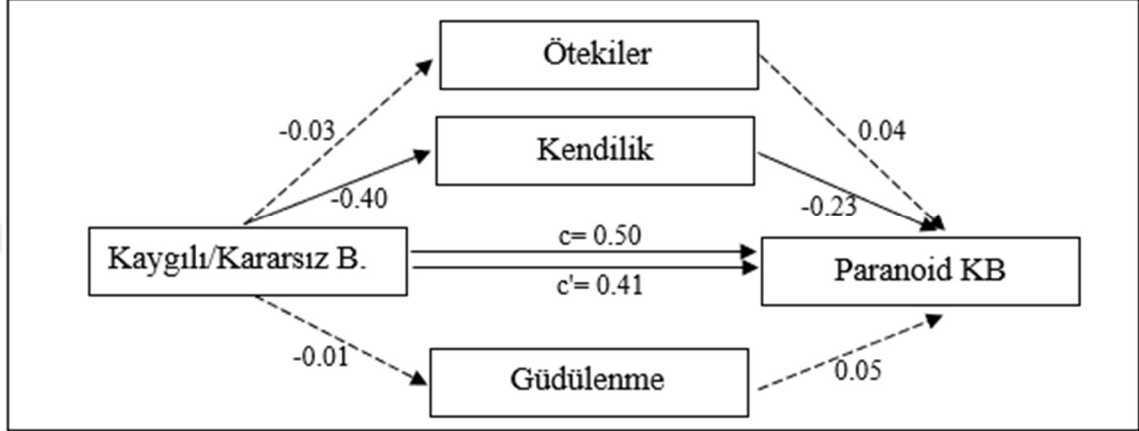 Ötekiler
-0.03
0.04
Kendilik
-0.40
-0.23
Kaygılı/Kararsız B.
c= 0.50
c'= 0.41
Paranoid KB
-0.01
Güdülenme
0.05